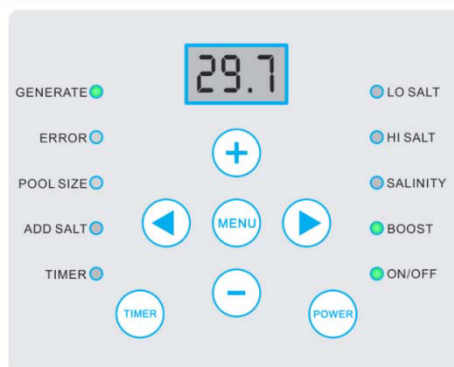 29.7
GENERATE
LO SALT
ERROR
HI SALT
POOL SIZE
MENU
SALINITY
ADD SALT
BOOST
TIMER
ON/OFF
TIMER
POWER